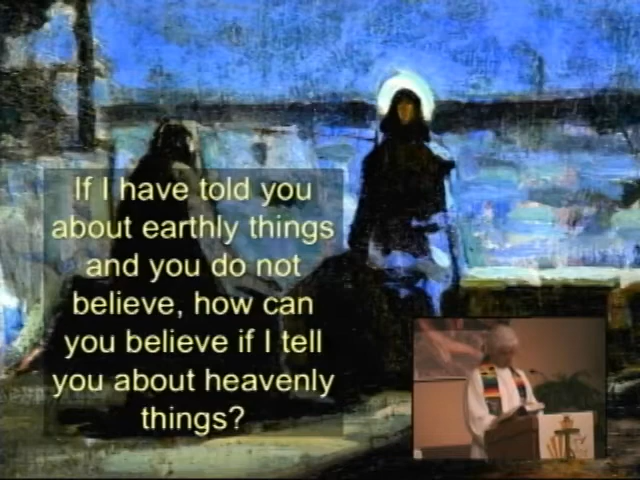 If I have told you
about earthly things
and you do not
believe, how can
you believe if I tell
you about heavenly
things?